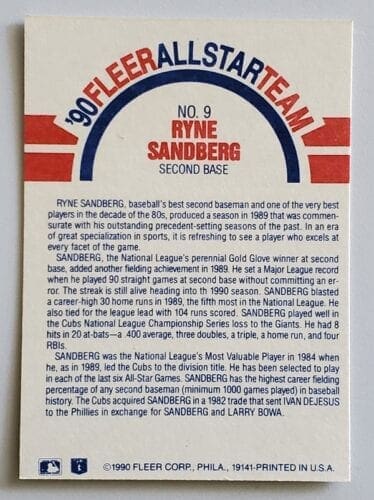 '90 FLEER ALL STAR TEAM
NO. 9
RYNE
SANDBERG
SECOND BASE
RYNE SANDBERG, baseball's best second baseman and one of the very best
players in the decade of the 80s, produced a season in 1989 that was commen-
surate with his outstanding precedent-setting seasons of the past. In an era
of great specialization in sports, it is refreshing to see a player who excels at
every facet of the game.
SANDBERG, the National League's perennial Gold Glove winner at second
base, added another fielding achievement in 1989. He set a Major League record
when he played 90 straight games at second base without committing an er-
ror. The streak is still alive heading into th 1990 season. SANDBERG blasted
a career-high 30 home runs in 1989, the fifth most in the National League. He
also tied for the league lead with 104 runs scored. SANDBERG played well in
the Cubs National League Championship Series loss to the Giants. He had 8
hits in 20 at-bats—a .400 average, three doubles, a triple, a home run, and four
RBIs.
SANDBERG was the National League's Most Valuable Player in 1984 when
he, as in 1989, led the Cubs to the division title. He has been selected to play
in each of the last six All-Star Games. SANDBERG has the highest career fielding
percentage of any second baseman (minimum 1000 games played) in baseball
history. The Cubs acquired SANDBERG in a 1982 trade that sent IVAN DEJESUS
to the Phillies in exchange for SANDBERG and LARRY BOWA.
©1990 FLEER CORP., PHILA., 19141-PRINTED IN U.S.A.